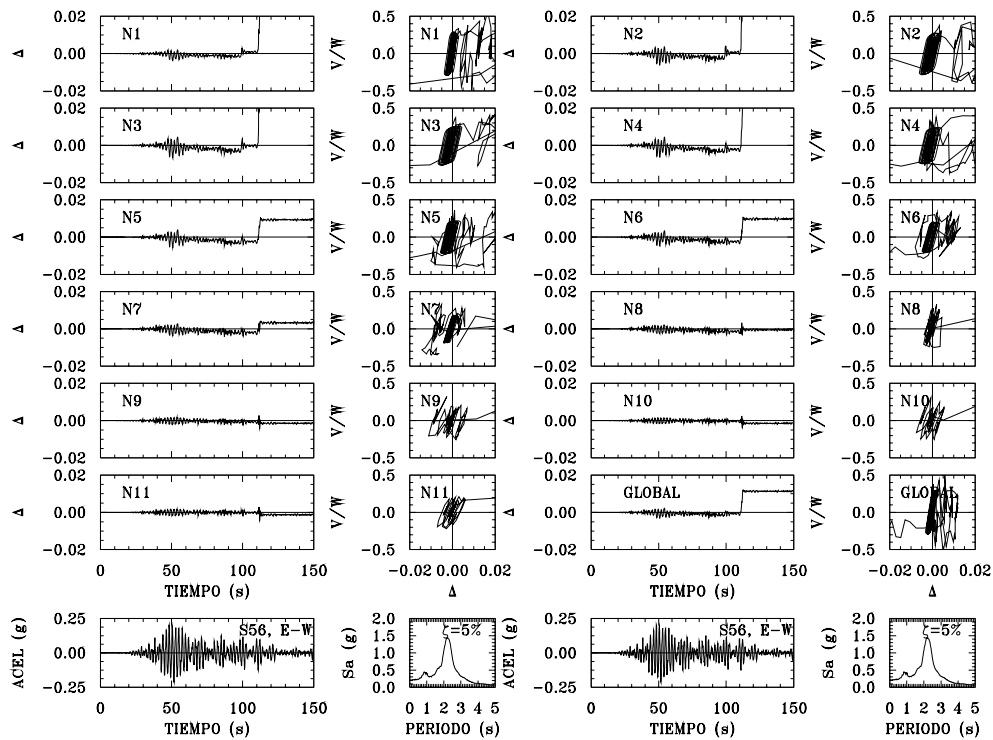 0.02 0.5 0.02 0.5
Δ 0.00 N1 V/W 0.0 N1 Δ 0.00 N2 V/W 0.0 N2
−0.02 −0.5 −0.02 −0.5
0.02 0.5 0.02 0.5
Δ 0.00 N3 V/W 0.0 N3 Δ 0.00 N4 V/W 0.0 N4
−0.02 −0.5 −0.02 −0.5
0.02 0.5 0.02 0.5
Δ 0.00 N5 V/W 0.0 N5 Δ 0.00 N6 V/W 0.0 N6
−0.02 −0.5 −0.02 −0.5
0.02 0.5 0.02 0.5
Δ 0.00 N7 V/W 0.0 N7 Δ 0.00 N8 V/W 0.0 N8
−0.02 −0.5 −0.02 −0.5
0.02 0.5 0.02 0.5
Δ 0.00 N9 V/W 0.0 N9 Δ 0.00 N10 V/W 0.0 N10
−0.02 −0.5 −0.02 −0.5
0.02 0.5 0.02 0.5
Δ 0.00 N11 V/W 0.0 N11 Δ 0.00 GLOBAL V/W 0.0 GLOBAL
−0.02 −0.5 −0.02 −0.5
0 50 100 150 −0.02 0.00 0.02 0 50 100 150 −0.02 0.00 0.02
TIEMPO (s) Δ TIEMPO (s) Δ
ACEL (g) 0.25 0.00 −0.25 S56, E−W Sa (g) 2.0 1.5 1.0 0.5 0.0 ζ=5% ACEL (g) 0.25 0.00 −0.25 S56, E−W Sa (g) 2.0 1.5 1.0 0.5 0.0 ζ=5%
0 50 100 150 0 1 2 3 4 5 0 50 100 150 0 1 2 3 4 5
TIEMPO (s) PERIODO (s) TIEMPO (s) PERIODO (s)